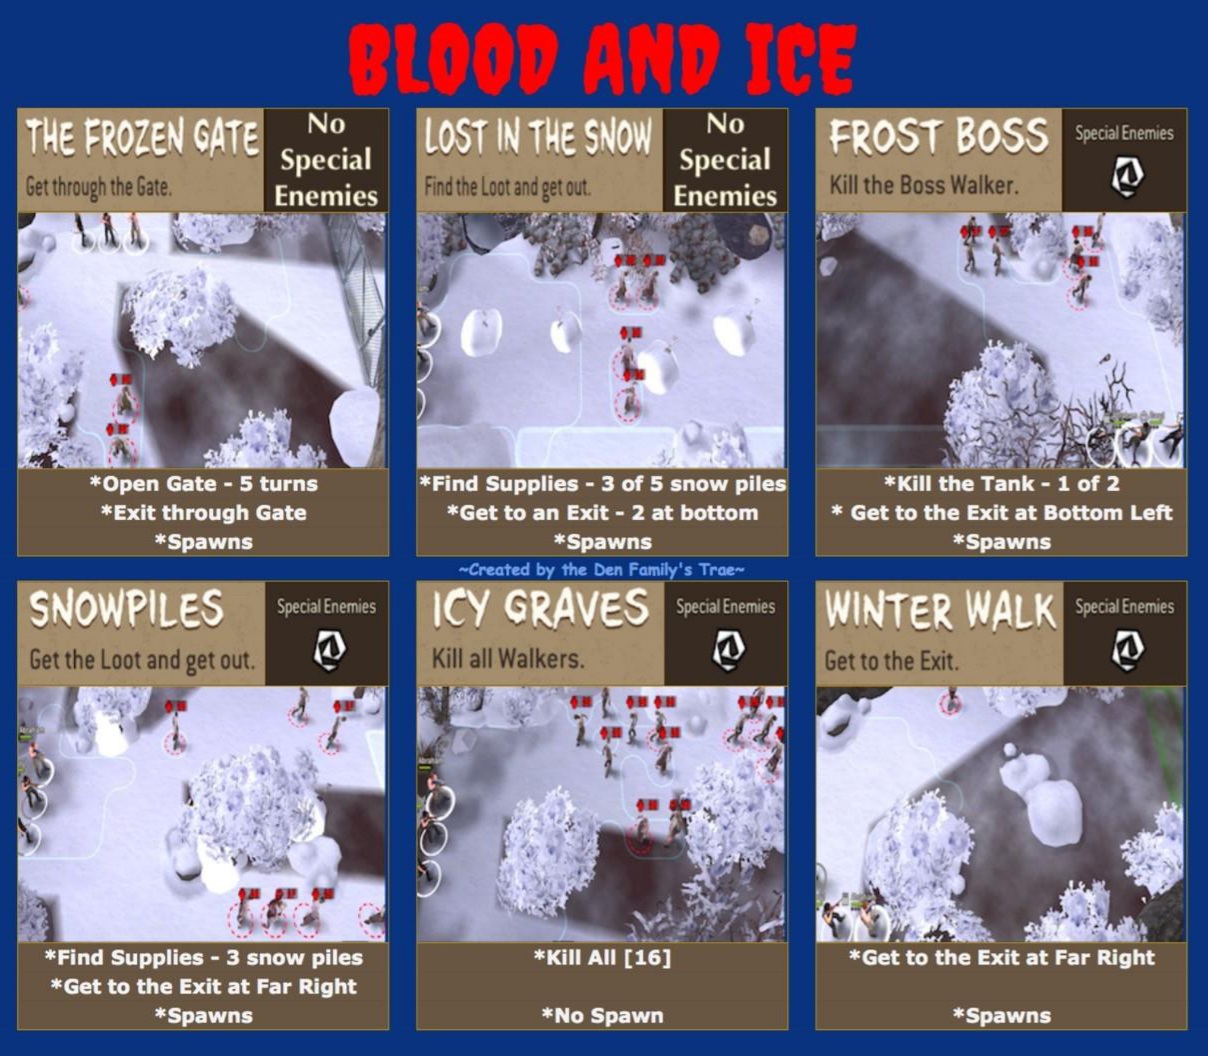 BLOOD AND ICE
THE FROZEN GATE
Get through the Gate.
No
Special
Enemies
LOST IN THE SNOW
Find the Loot and get out.
No
Special
Enemies
FROST BOSS
Kill the Boss Walker.
Special Enemies
*Open Gate - 5 turns
*Exit through Gate
*Spawns
*Find Supplies - 3 of 5 snow piles
*Get to an Exit - 2 at bottom
*Spawns
*Kill the Tank - 1 of 2
* Get to the Exit at Bottom Left
*Spawns
~Created by the Den Family's Trae~
SNOWPILES
Get the Loot and get out.
Special Enemies
ICY GRAVES
Kill all Walkers.
Special Enemies
WINTER WALK
Get to the Exit.
Special Enemies
Abraham
Abraham
*Find Supplies - 3 snow piles
*Get to the Exit at Far Right
*Spawns
*Kill All [16]
*No Spawn
*Get to the Exit at Far Right
*Spawns